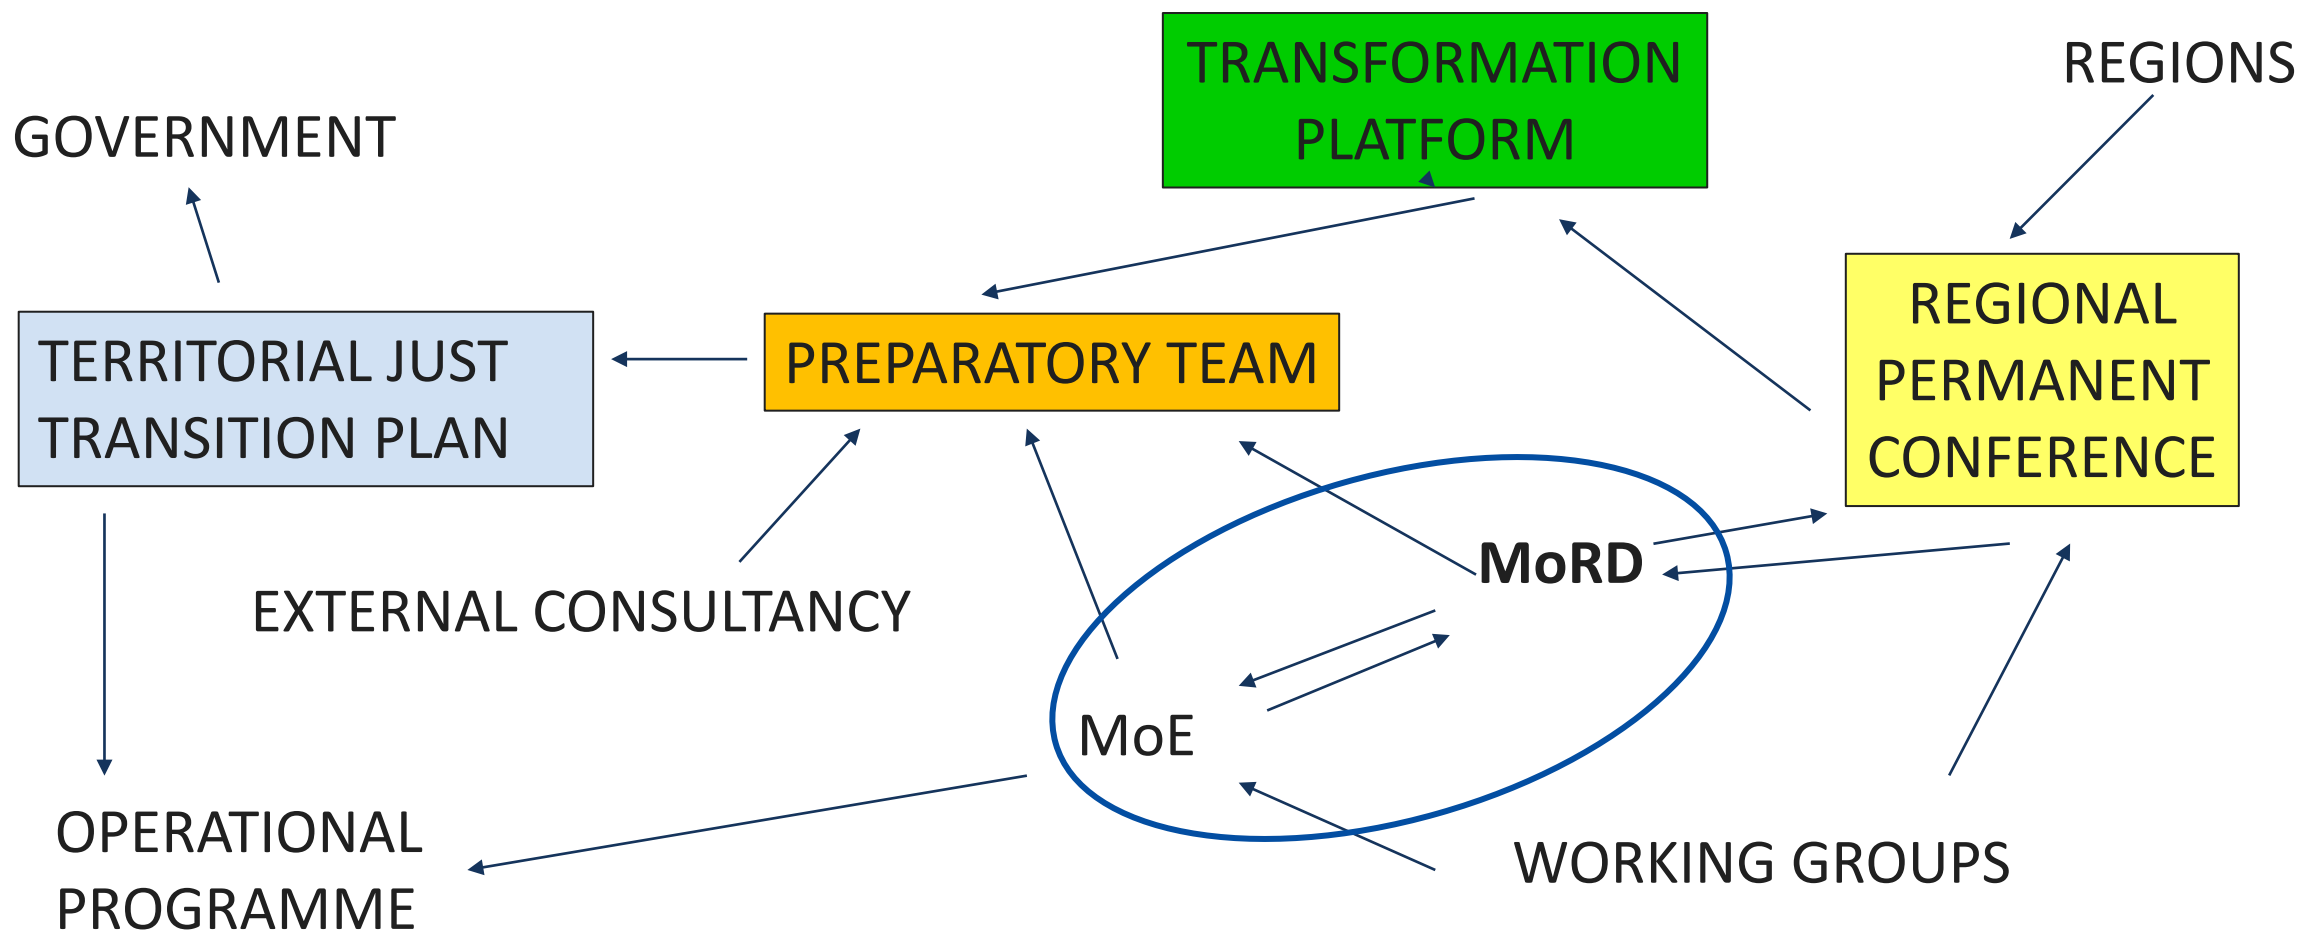 TRANSFORMATION
PLATFORM
REGIONS
GOVERNMENT
REGIONAL
PERMANENT
CONFERENCE
TERRITORIAL JUST
TRANSITION PLAN
PREPARATORY TEAM
MoRD
EXTERNAL CONSULTANCY
MoE
OPERATIONAL
PROGRAMME
WORKING GROUPS